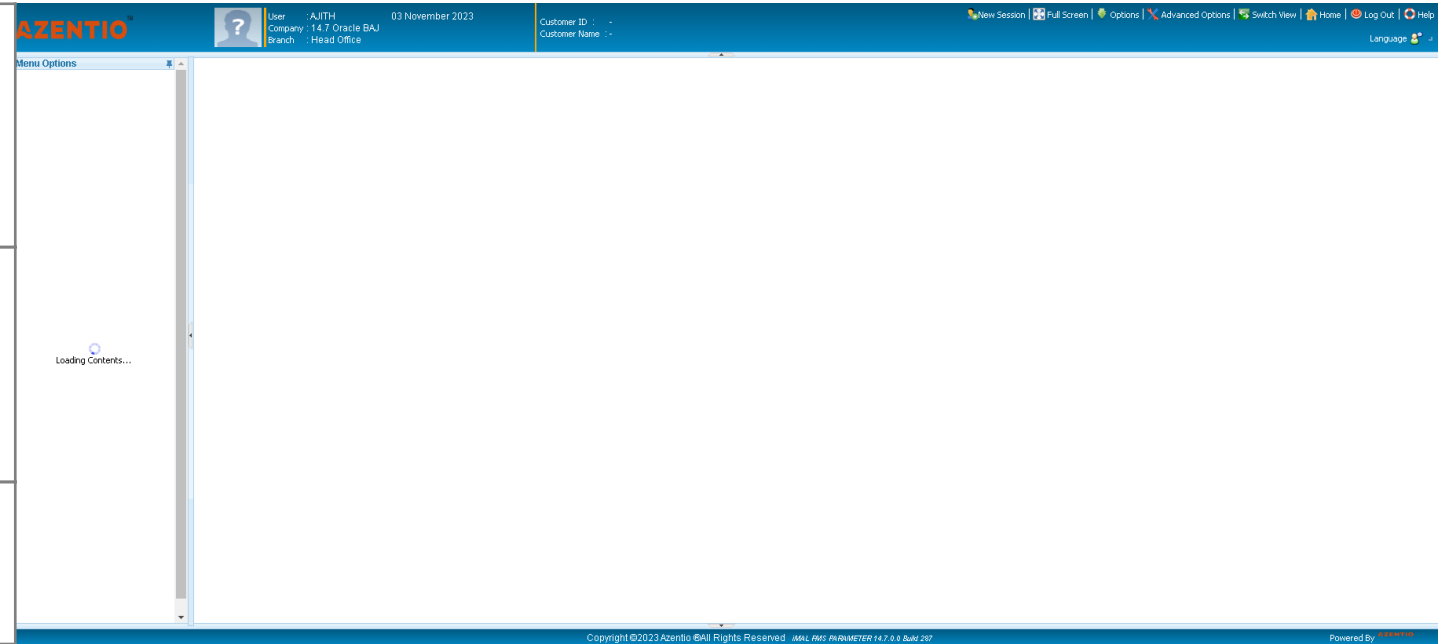 AZENTIO™
User : AJITH 03 November 2023
Company : 14.7 Oracle BAJ
Branch : Head Office
Customer ID : -
Customer Name : -
New Session | Full Screen | Options | Advanced Options | Switch View | Home | Log Out | Help
Language
Menu Options
?
Loading Contents...
Copyright ©2023 Azentio ®All Rights Reserved IMAL FMS PARAMETER 14.7.0.0 Build 297
Powered By AZENTIO